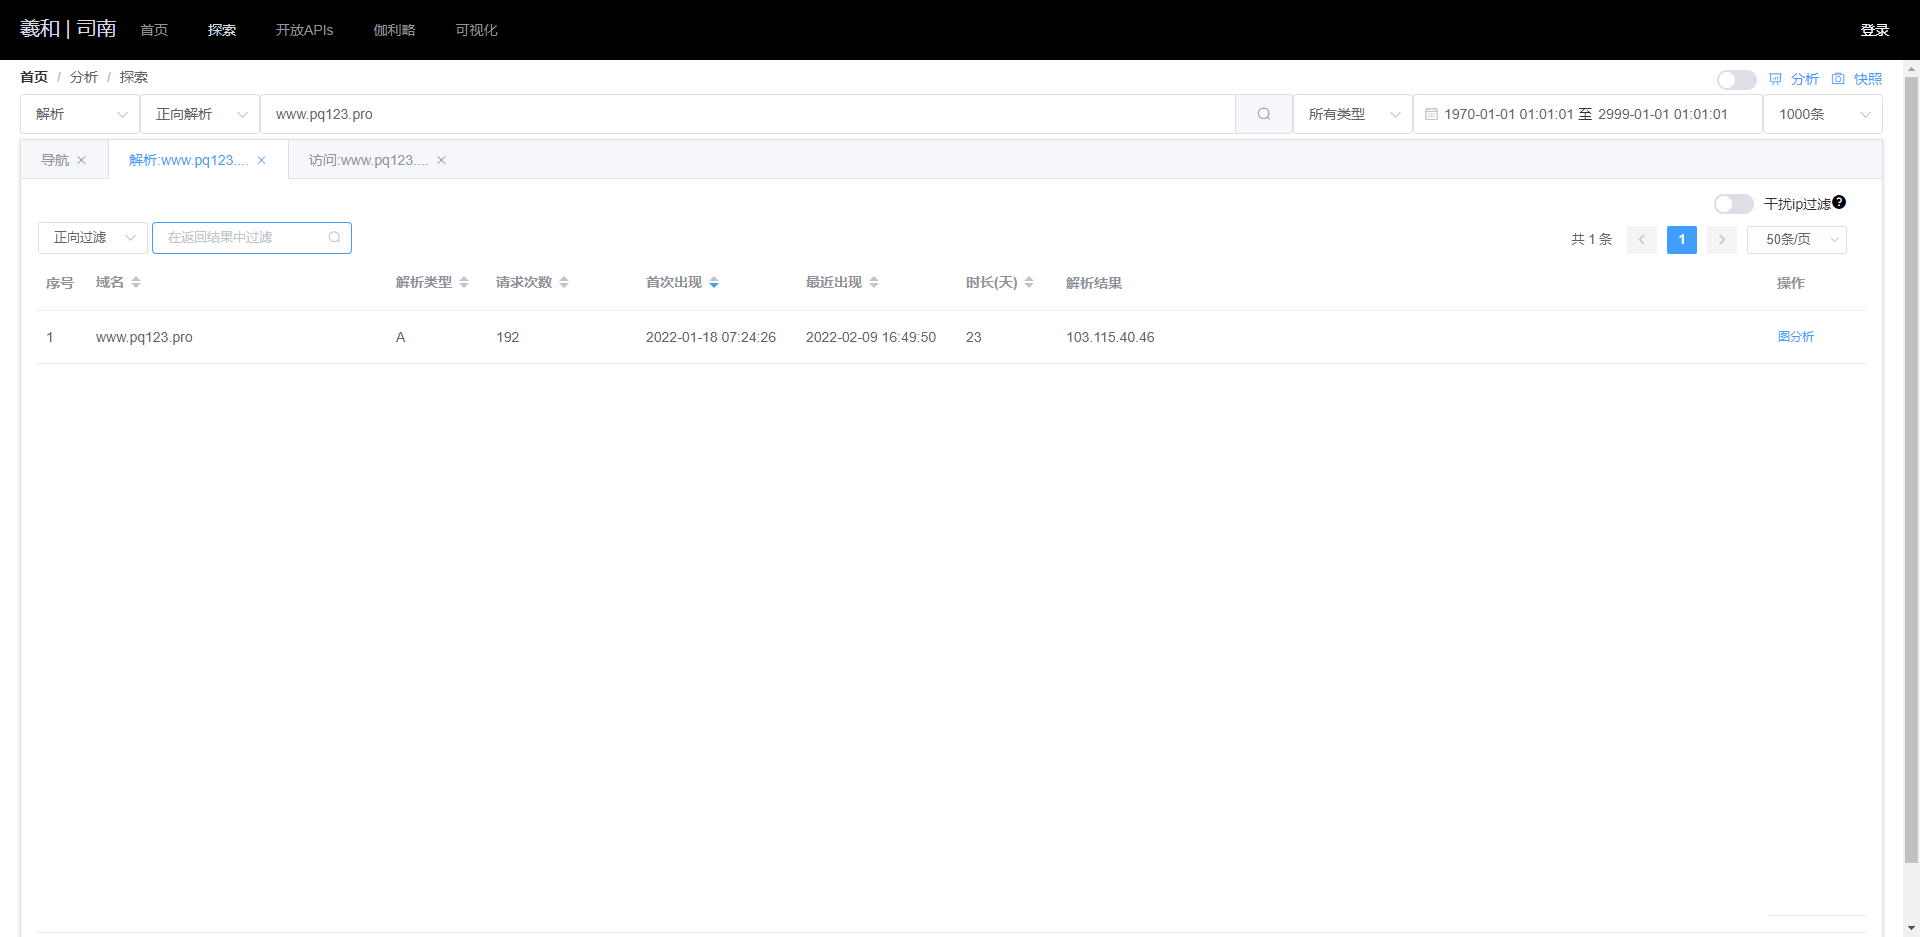 羲和 | 司南 首页 探索 开放APIs 伽利略 可视化 登录
首页 / 分析 / 探索 分析 快照
解析 正向解析 www.pq123.pro 所有类型 1970-01-01 01:01:01 至 2999-01-01 01:01:01 1000条
导航 解析:www.pq123.... 访问:www.pq123....
干扰ip过滤
正向过滤 在返回结果中过滤 共 1 条 1 50条/页
序号 域名 解析类型 请求次数 首次出现 最近出现 时长(天) 解析结果 操作
1 www.pq123.pro A 192 2022-01-18 07:24:26 2022-02-09 16:49:50 23 103.115.40.46 图分析